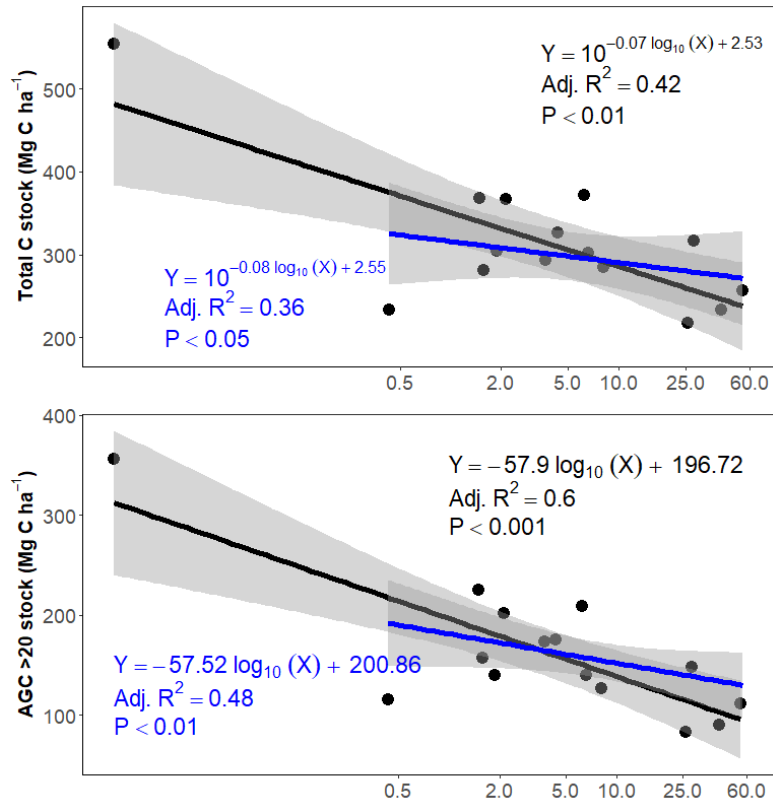 Y = 10^{-0.07 log₁₀ (X) + 2.53}
Adj. R² = 0.42
P < 0.01
500
400
300
200
Total C stock (Mg C ha⁻¹)
Y = 10^{-0.08 log₁₀ (X) + 2.55}
Adj. R² = 0.36
P < 0.05
0.5 2.0 5.0 10.0 25.0 60.0
400
300
200
100
AGC >20 stock (Mg C ha⁻¹)
Y = −57.9 log₁₀ (X) + 196.72
Adj. R² = 0.6
P < 0.001
Y = −57.52 log₁₀ (X) + 200.86
Adj. R² = 0.48
P < 0.01
0.5 2.0 5.0 10.0 25.0 60.0